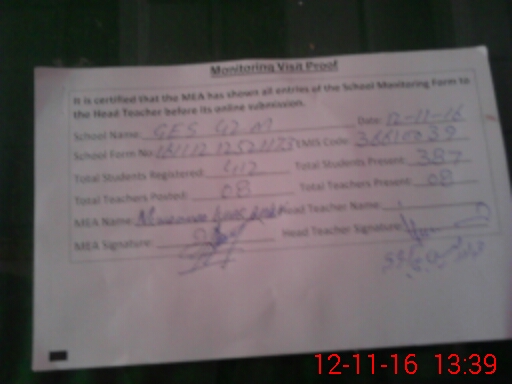 Monitoring Visit Proof
It is certified that the MEA has shown all entries of the School Monitoring Form to
the Head Teacher before its online submission.
School Name: GES 42 M Date: 12-11-16
School Form No: EMIS Code:
Total Students Registered: 412 Total Students Present: 387
Total Teachers Posted: 08 Total Teachers Present: 08
MEA Name: Head Teacher Name:
MEA Signature: Head Teacher Signature:
12-11-16 13:39